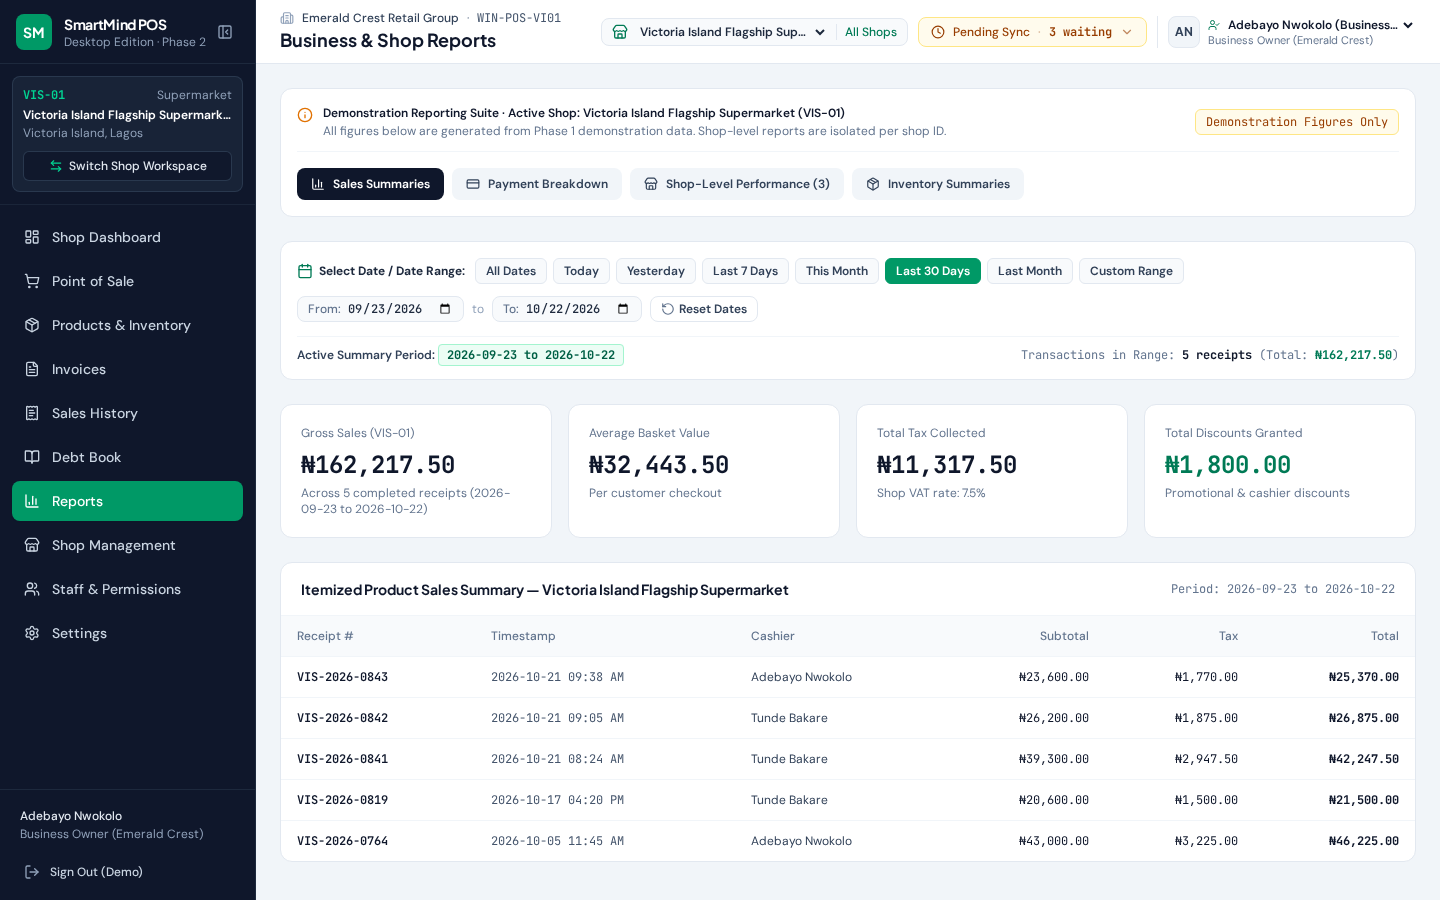 SM
SmartMind POS
Desktop Edition · Phase 2
VIS-01 Supermarket
Victoria Island Flagship Supermark...
Victoria Island, Lagos
Switch Shop Workspace
Shop Dashboard
Point of Sale
Products & Inventory
Invoices
Sales History
Debt Book
Reports
Shop Management
Staff & Permissions
Settings
Adebayo Nwokolo
Business Owner (Emerald Crest)
Sign Out (Demo)
Emerald Crest Retail Group · WIN-POS-VI01
Business & Shop Reports
Victoria Island Flagship Sup... All Shops
Pending Sync · 3 waiting
AN
Adebayo Nwokolo (Business...
Business Owner (Emerald Crest)
Demonstration Reporting Suite · Active Shop: Victoria Island Flagship Supermarket (VIS-01)
All figures below are generated from Phase 1 demonstration data. Shop-level reports are isolated per shop ID.
Demonstration Figures Only
Sales Summaries Payment Breakdown Shop-Level Performance (3) Inventory Summaries
Select Date / Date Range: All Dates Today Yesterday Last 7 Days This Month Last 30 Days Last Month Custom Range
From: 09/23/2026 to To: 10/22/2026 Reset Dates
Active Summary Period: 2026-09-23 to 2026-10-22
Transactions in Range: 5 receipts (Total: ₦162,217.50)
Gross Sales (VIS-01)
₦162,217.50
Across 5 completed receipts (2026-
09-23 to 2026-10-22)
Average Basket Value
₦32,443.50
Per customer checkout
Total Tax Collected
₦11,317.50
Shop VAT rate: 7.5%
Total Discounts Granted
₦1,800.00
Promotional & cashier discounts
Itemized Product Sales Summary — Victoria Island Flagship Supermarket
Period: 2026-09-23 to 2026-10-22
Receipt # Timestamp Cashier Subtotal Tax Total
VIS-2026-0843 2026-10-21 09:38 AM Adebayo Nwokolo ₦23,600.00 ₦1,770.00 ₦25,370.00
VIS-2026-0842 2026-10-21 09:05 AM Tunde Bakare ₦26,200.00 ₦1,875.00 ₦26,875.00
VIS-2026-0841 2026-10-21 08:24 AM Tunde Bakare ₦39,300.00 ₦2,947.50 ₦42,247.50
VIS-2026-0819 2026-10-17 04:20 PM Tunde Bakare ₦20,600.00 ₦1,500.00 ₦21,500.00
VIS-2026-0764 2026-10-05 11:45 AM Adebayo Nwokolo ₦43,000.00 ₦3,225.00 ₦46,225.00